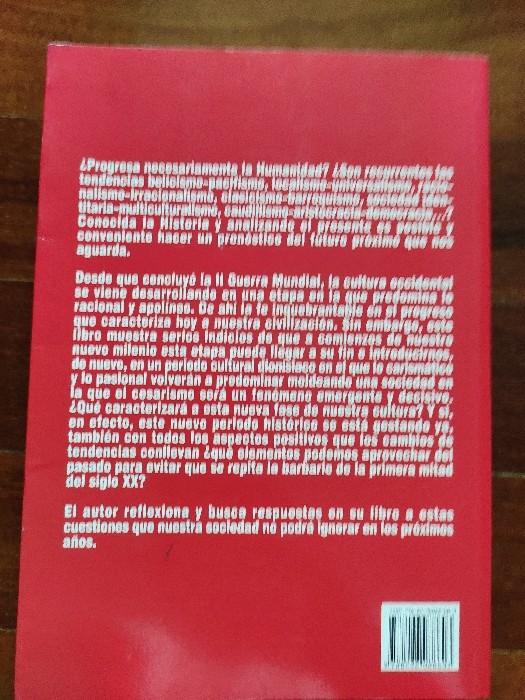 ¿Progresa necesariamente la Humanidad? ¿Son recurrentes las
tendencias belicismo-pacifismo, localismo-universalismo, racio-
nalismo-irracionalismo, clasicismo-barroquismo, sociedad
litaria-multiculturalismo, caudillismo-aristocracia-democracia...?
Conocida la Historia y analizando el presente es posible y
conveniente hacer un pronóstico del futuro próximo que nos
aguarda.
Desde que concluyó la II Guerra Mundial, la cultura occidental
se viene desarrollando en una etapa en la que predomina lo
racional y apolíneo. De ahí la fe inquebrantable en el progreso
que caracteriza hoy a nuestra civilización. Sin embargo, este
libro muestra serios indicios de que a comienzos de nuestro
nuevo milenio esta etapa puede llegar a su fin e introducirnos,
de nuevo, en un periodo cultural dionisíaco en el que lo carismático
y lo pasional volverán a predominar moldeando una sociedad en
la que el cesarismo será un fenómeno emergente y decisivo.
¿Qué caracterizará a esta nueva fase de nuestra cultura? Y si,
en efecto, este nuevo periodo histórico se está gestando ya,
también con todos los aspectos positivos que los cambios de
tendencias conllevan ¿qué elementos podemos aprovechar del
pasado para evitar que se repita la barbarie de la primera mitad
del siglo XX?
El autor reflexiona y busca respuestas en su libro a estas
cuestiones que nuestra sociedad no podrá ignorar en los próximos
años.